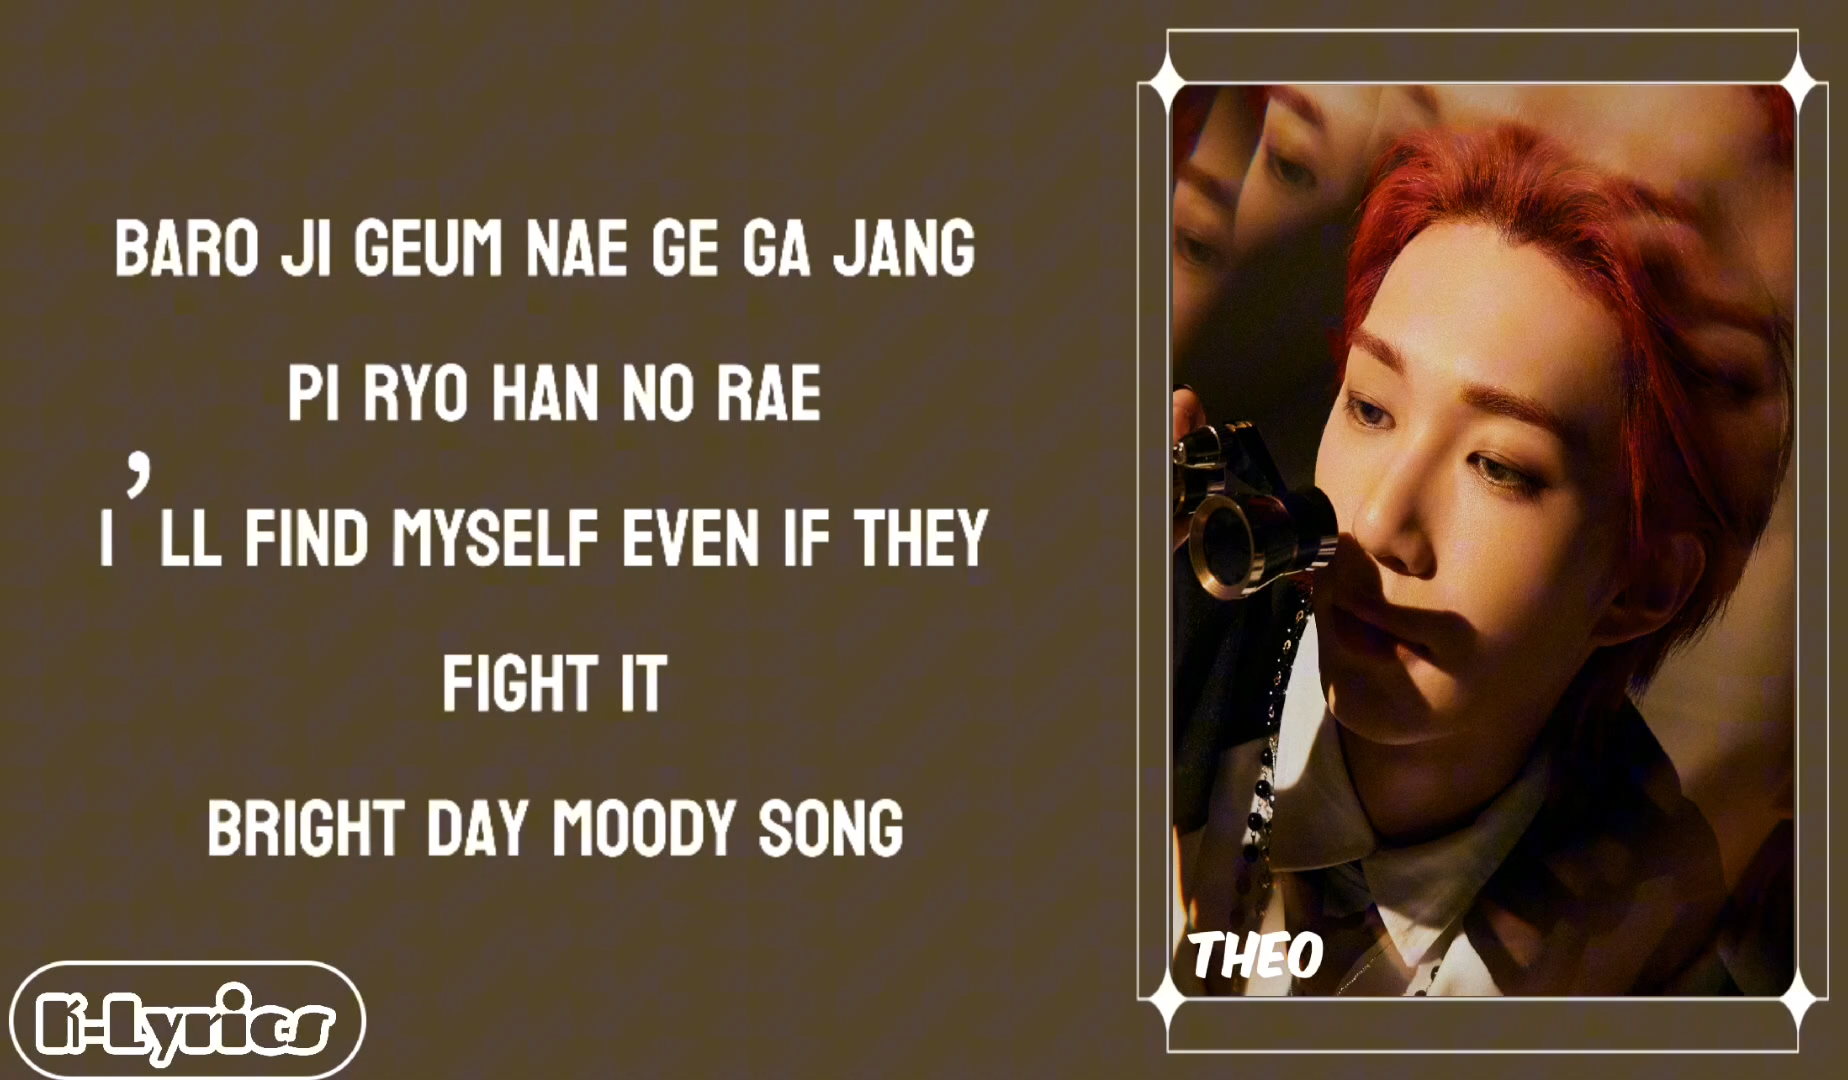 BARO JI GEUM NAE GE GA JANG
PI RYO HAN NO RAE
I'LL FIND MYSELF EVEN IF THEY
FIGHT IT
BRIGHT DAY MOODY SONG
THEO
K-Lyrics